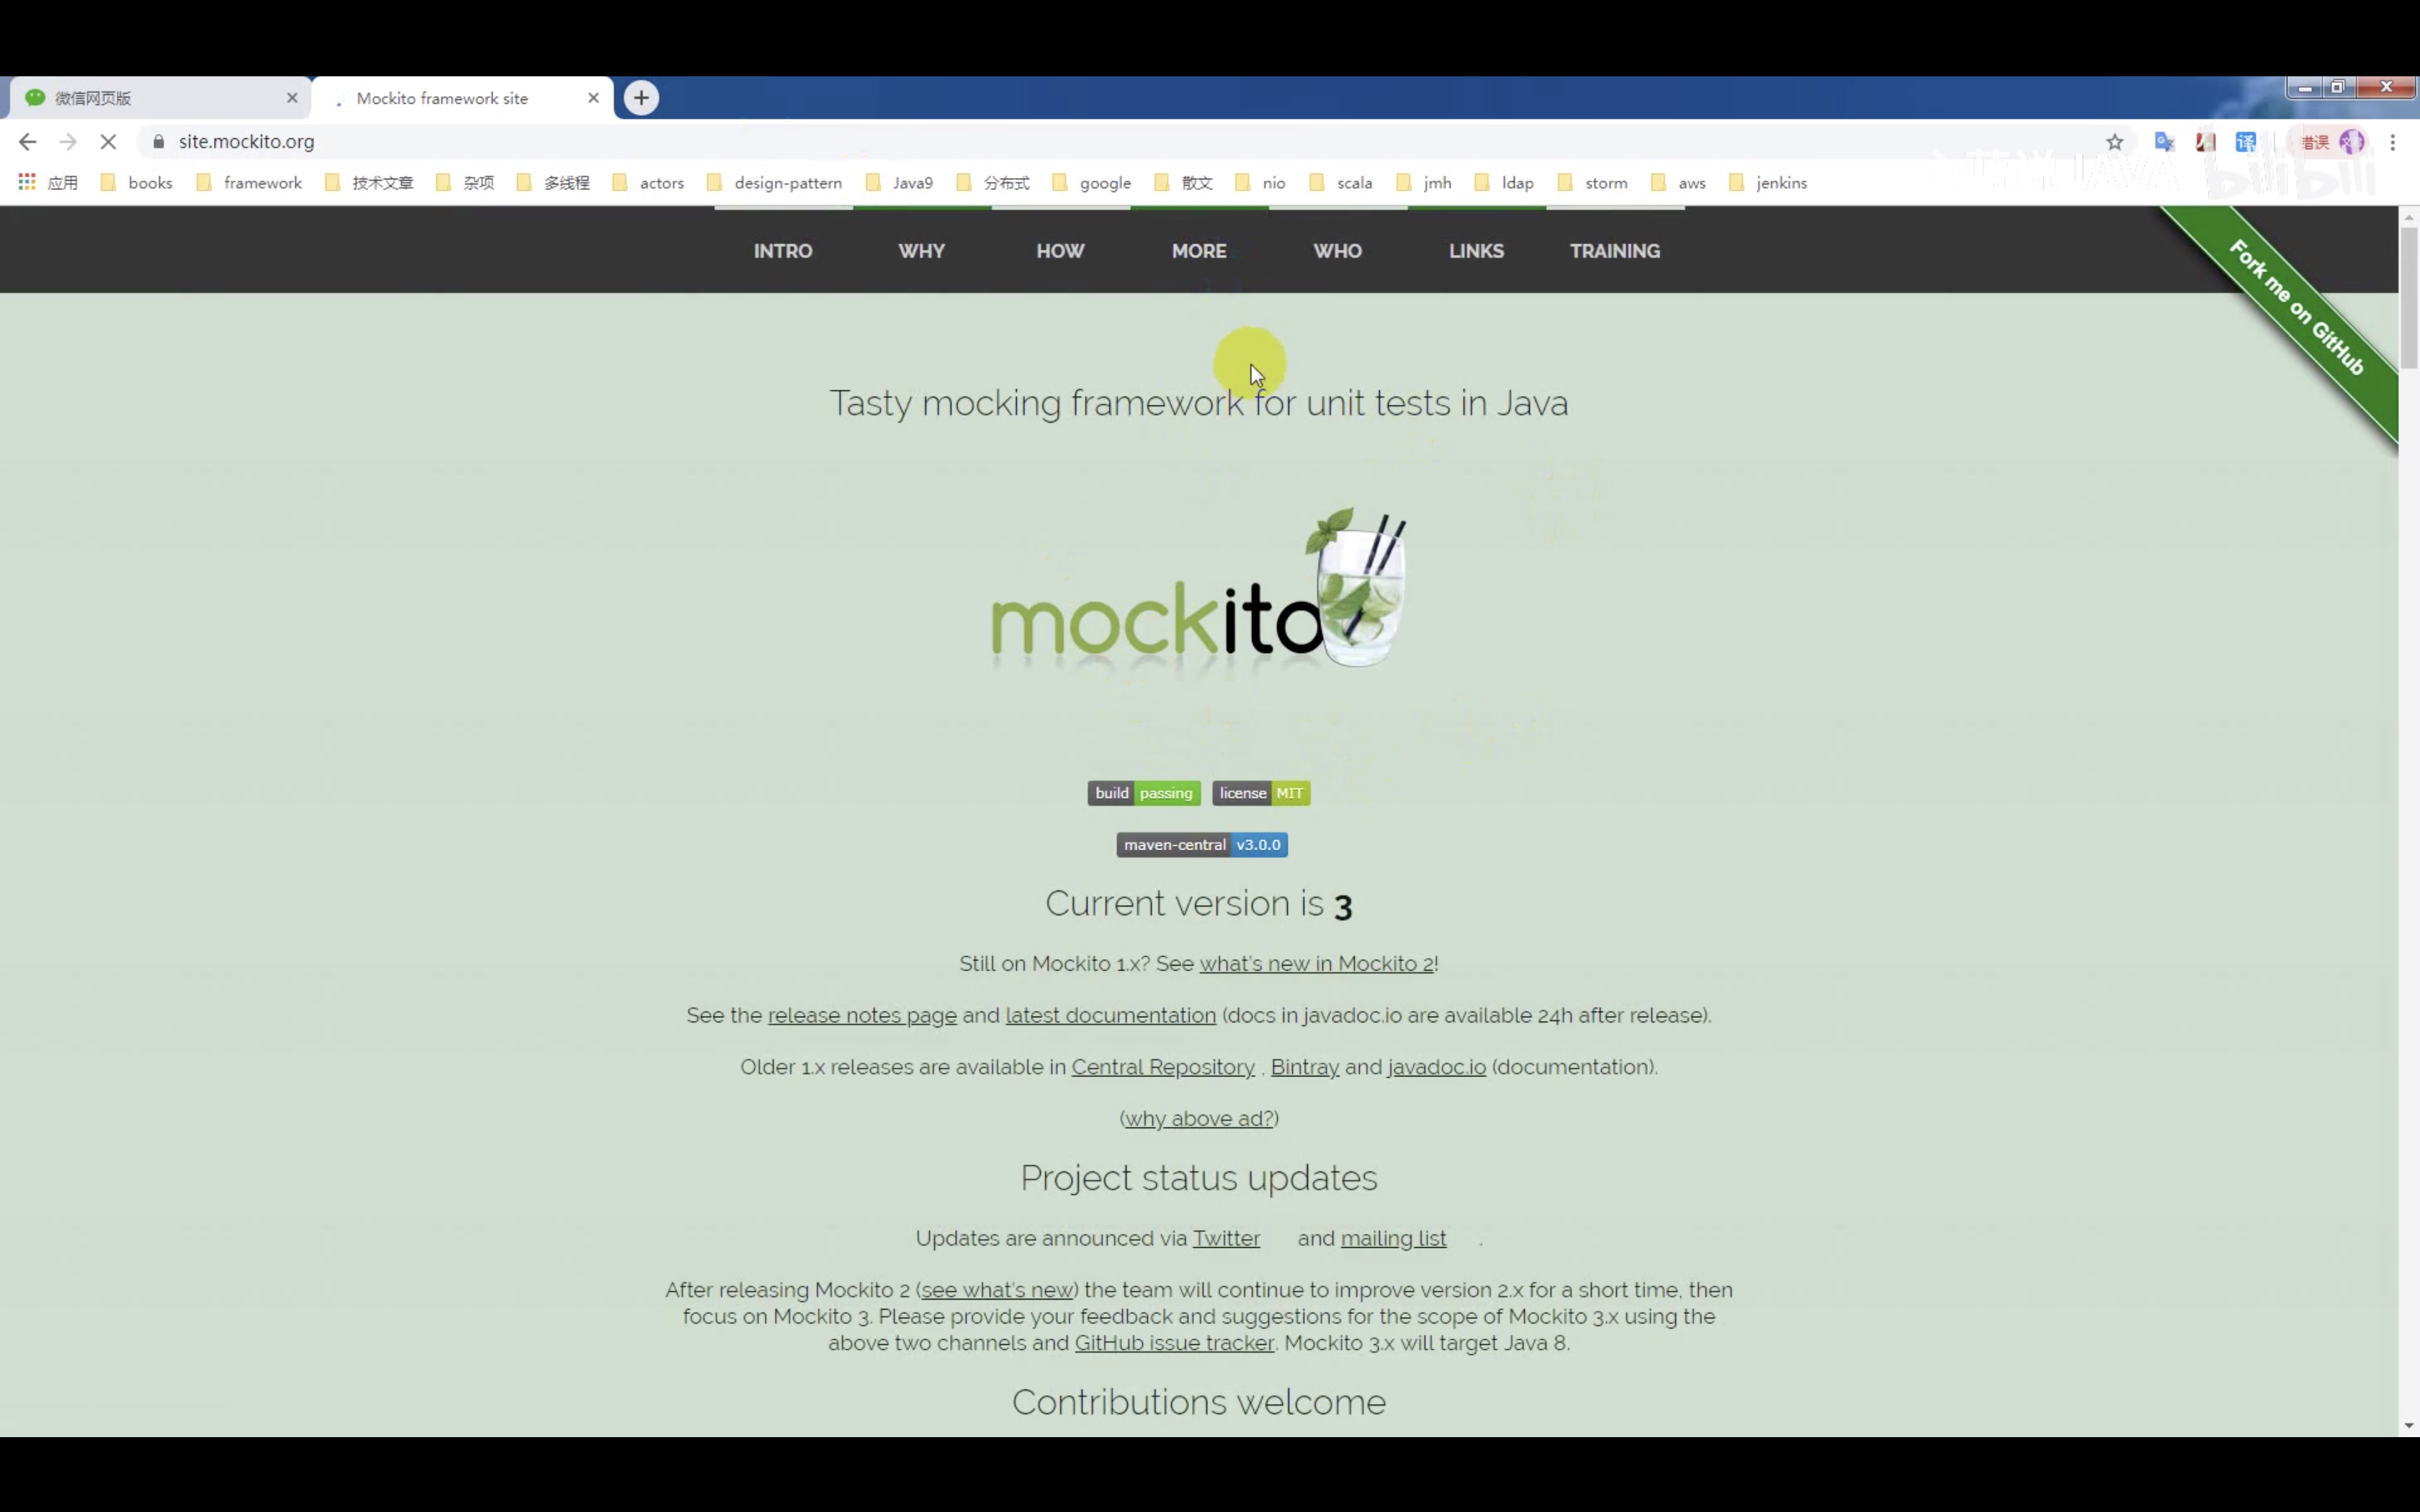 微信网页版
Mockito framework site
site.mockito.org
错误
应用 books framework 技术文章 杂项 多线程 actors design-pattern Java9 分布式 google 散文 nio scala jmh ldap storm aws jenkins
JAVA bilibili
INTRO WHY HOW MORE WHO LINKS TRAINING
Fork me on GitHub
Tasty mocking framework for unit tests in Java
mockito
build passing license MIT
maven-central v3.0.0
Current version is 3
Still on Mockito 1.x? See what's new in Mockito 2!
See the release notes page and latest documentation (docs in javadoc.io are available 24h after release).
Older 1.x releases are available in Central Repository , Bintray and javadoc.io (documentation).
(why above ad?)
Project status updates
Updates are announced via Twitter and mailing list .
After releasing Mockito 2 (see what's new) the team will continue to improve version 2.x for a short time, then
focus on Mockito 3. Please provide your feedback and suggestions for the scope of Mockito 3.x using the
above two channels and GitHub issue tracker. Mockito 3.x will target Java 8.
Contributions welcome